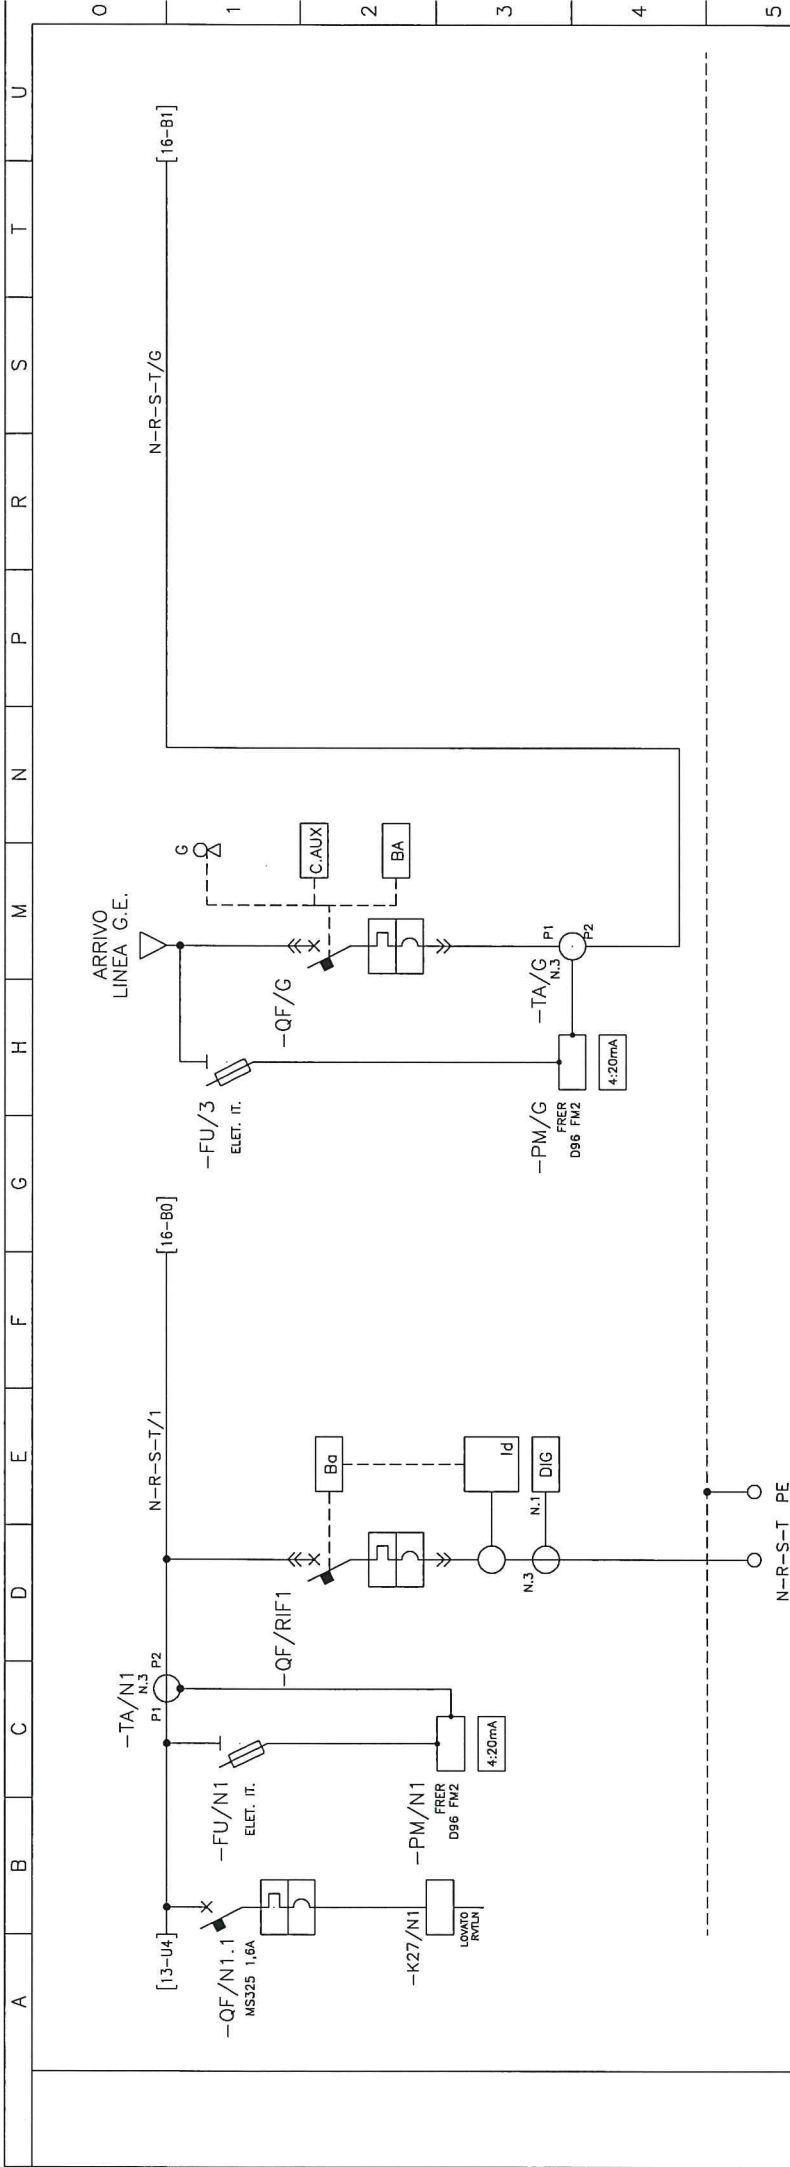 A B C D E F G H M N P R S T U
0
1
2
3
4
5
[13-U4]
-QF/N1.1
MS325 1,6A
-K27/N1
LOVATO
RVTLN
-FU/N1
ELET. IT.
-TA/N1
N.3
P1
P2
-PM/N1
FRER
D96 FM2
4:20mA
N-R-S-T/1
[16-B0]
-QF/RIF1
Ba
Id
N.3
N.1
DIG
N-R-S-T PE
ARRIVO
LINEA G.E.
-FU/3
ELET. IT.
-QF/G
G
C.AUX
BA
-TA/G
N.3
P1
P2
-PM/G
FRER
D96 FM2
4:20mA
N-R-S-T/G
[16-B1]